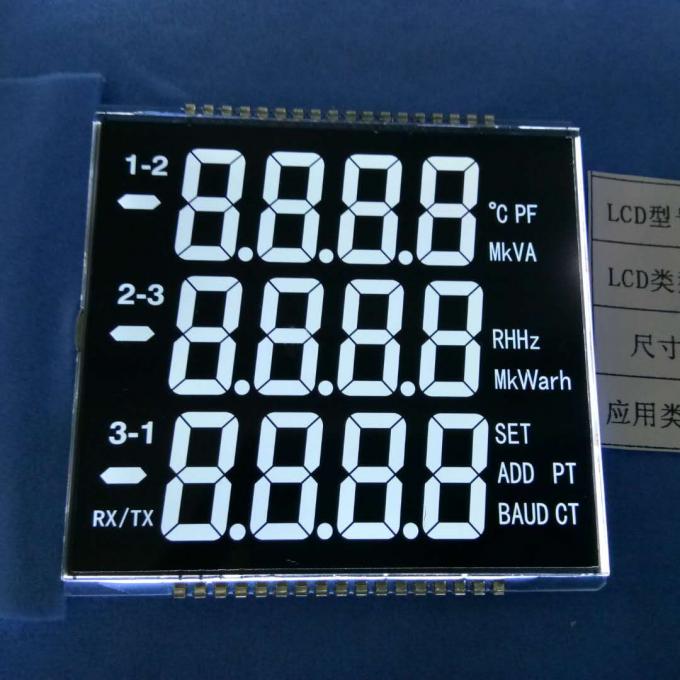 1-2
8.8.8.8
℃ PF
MkVA
2-3
8.8.8.8
RHHz
MkWarh
3-1
8.8.8.8
SET
ADD PT
RX/TX
BAUD CT
LCD型
LCD类
尺寸
应用类